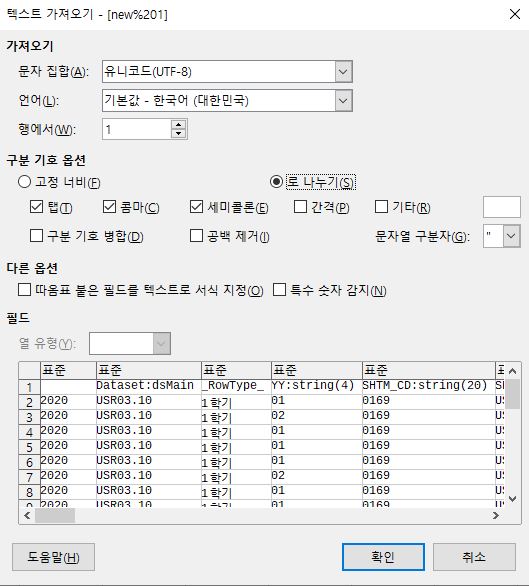 텍스트 가져오기 - [new%201]
가져오기
문자 집합(A): 유니코드(UTF-8)
언어(L): 기본값 - 한국어 (대한민국)
행에서(W): 1
구분 기호 옵션
고정 너비(F) 로 나누기(S)
탭(T) 콤마(C) 세미콜론(E) 간격(P) 기타(R)
구분 기호 병합(D) 공백 제거(I) 문자열 구분자(G): "
다른 옵션
따옴표 붙은 필드를 텍스트로 서식 지정(O) 특수 숫자 감지(N)
필드
열 유형(Y):
표준 표준 표준 표준 표준 표준
1 Dataset:dsMain _RowType_ YY:string(4) SHTM_CD:string(20) SH
2 2020 USR03.10 1학기 01 0169 US
3 2020 USR03.10 1학기 02 0169 US
4 2020 USR03.10 1학기 01 0169 US
5 2020 USR03.10 1학기 01 0169 US
6 2020 USR03.10 1학기 01 0169 US
7 2020 USR03.10 1학기 02 0169 US
8 2020 USR03.10 1학기 01 0169 US
9 2020 USR03.10 1학기 01 0169 US
도움말(H) 확인 취소